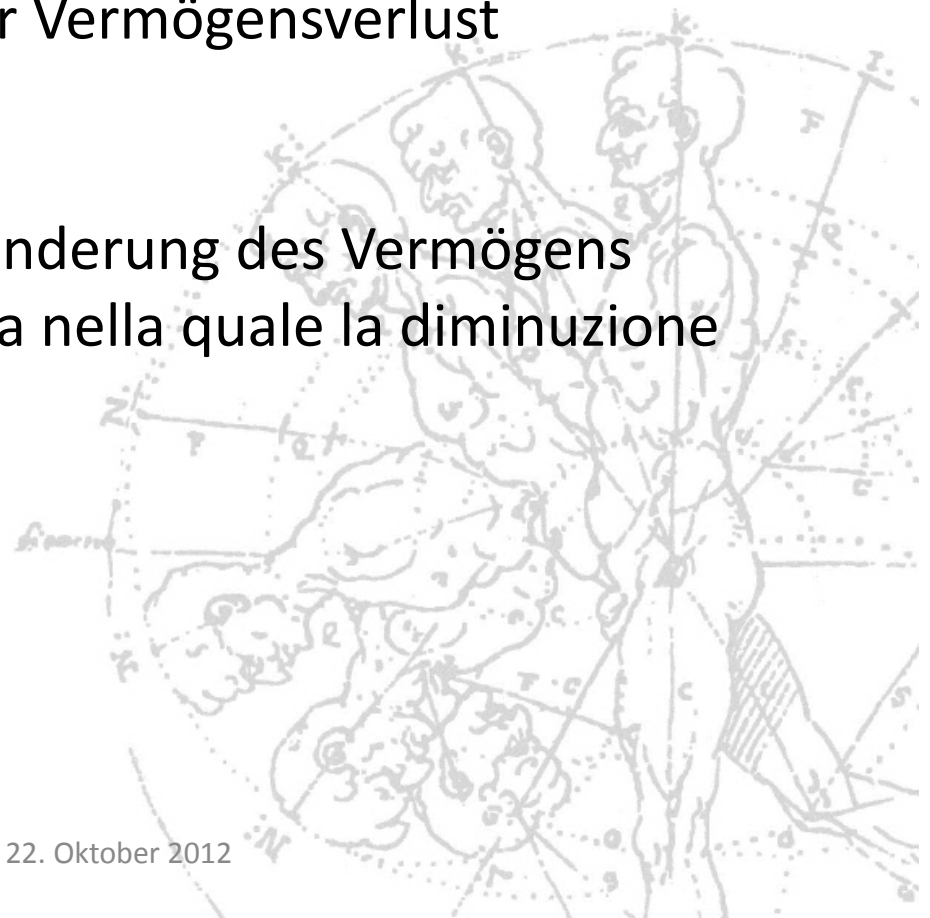 r Vermögensverlust
nderung des Vermögens
a nella quale la diminuzione
22. Oktober 2012